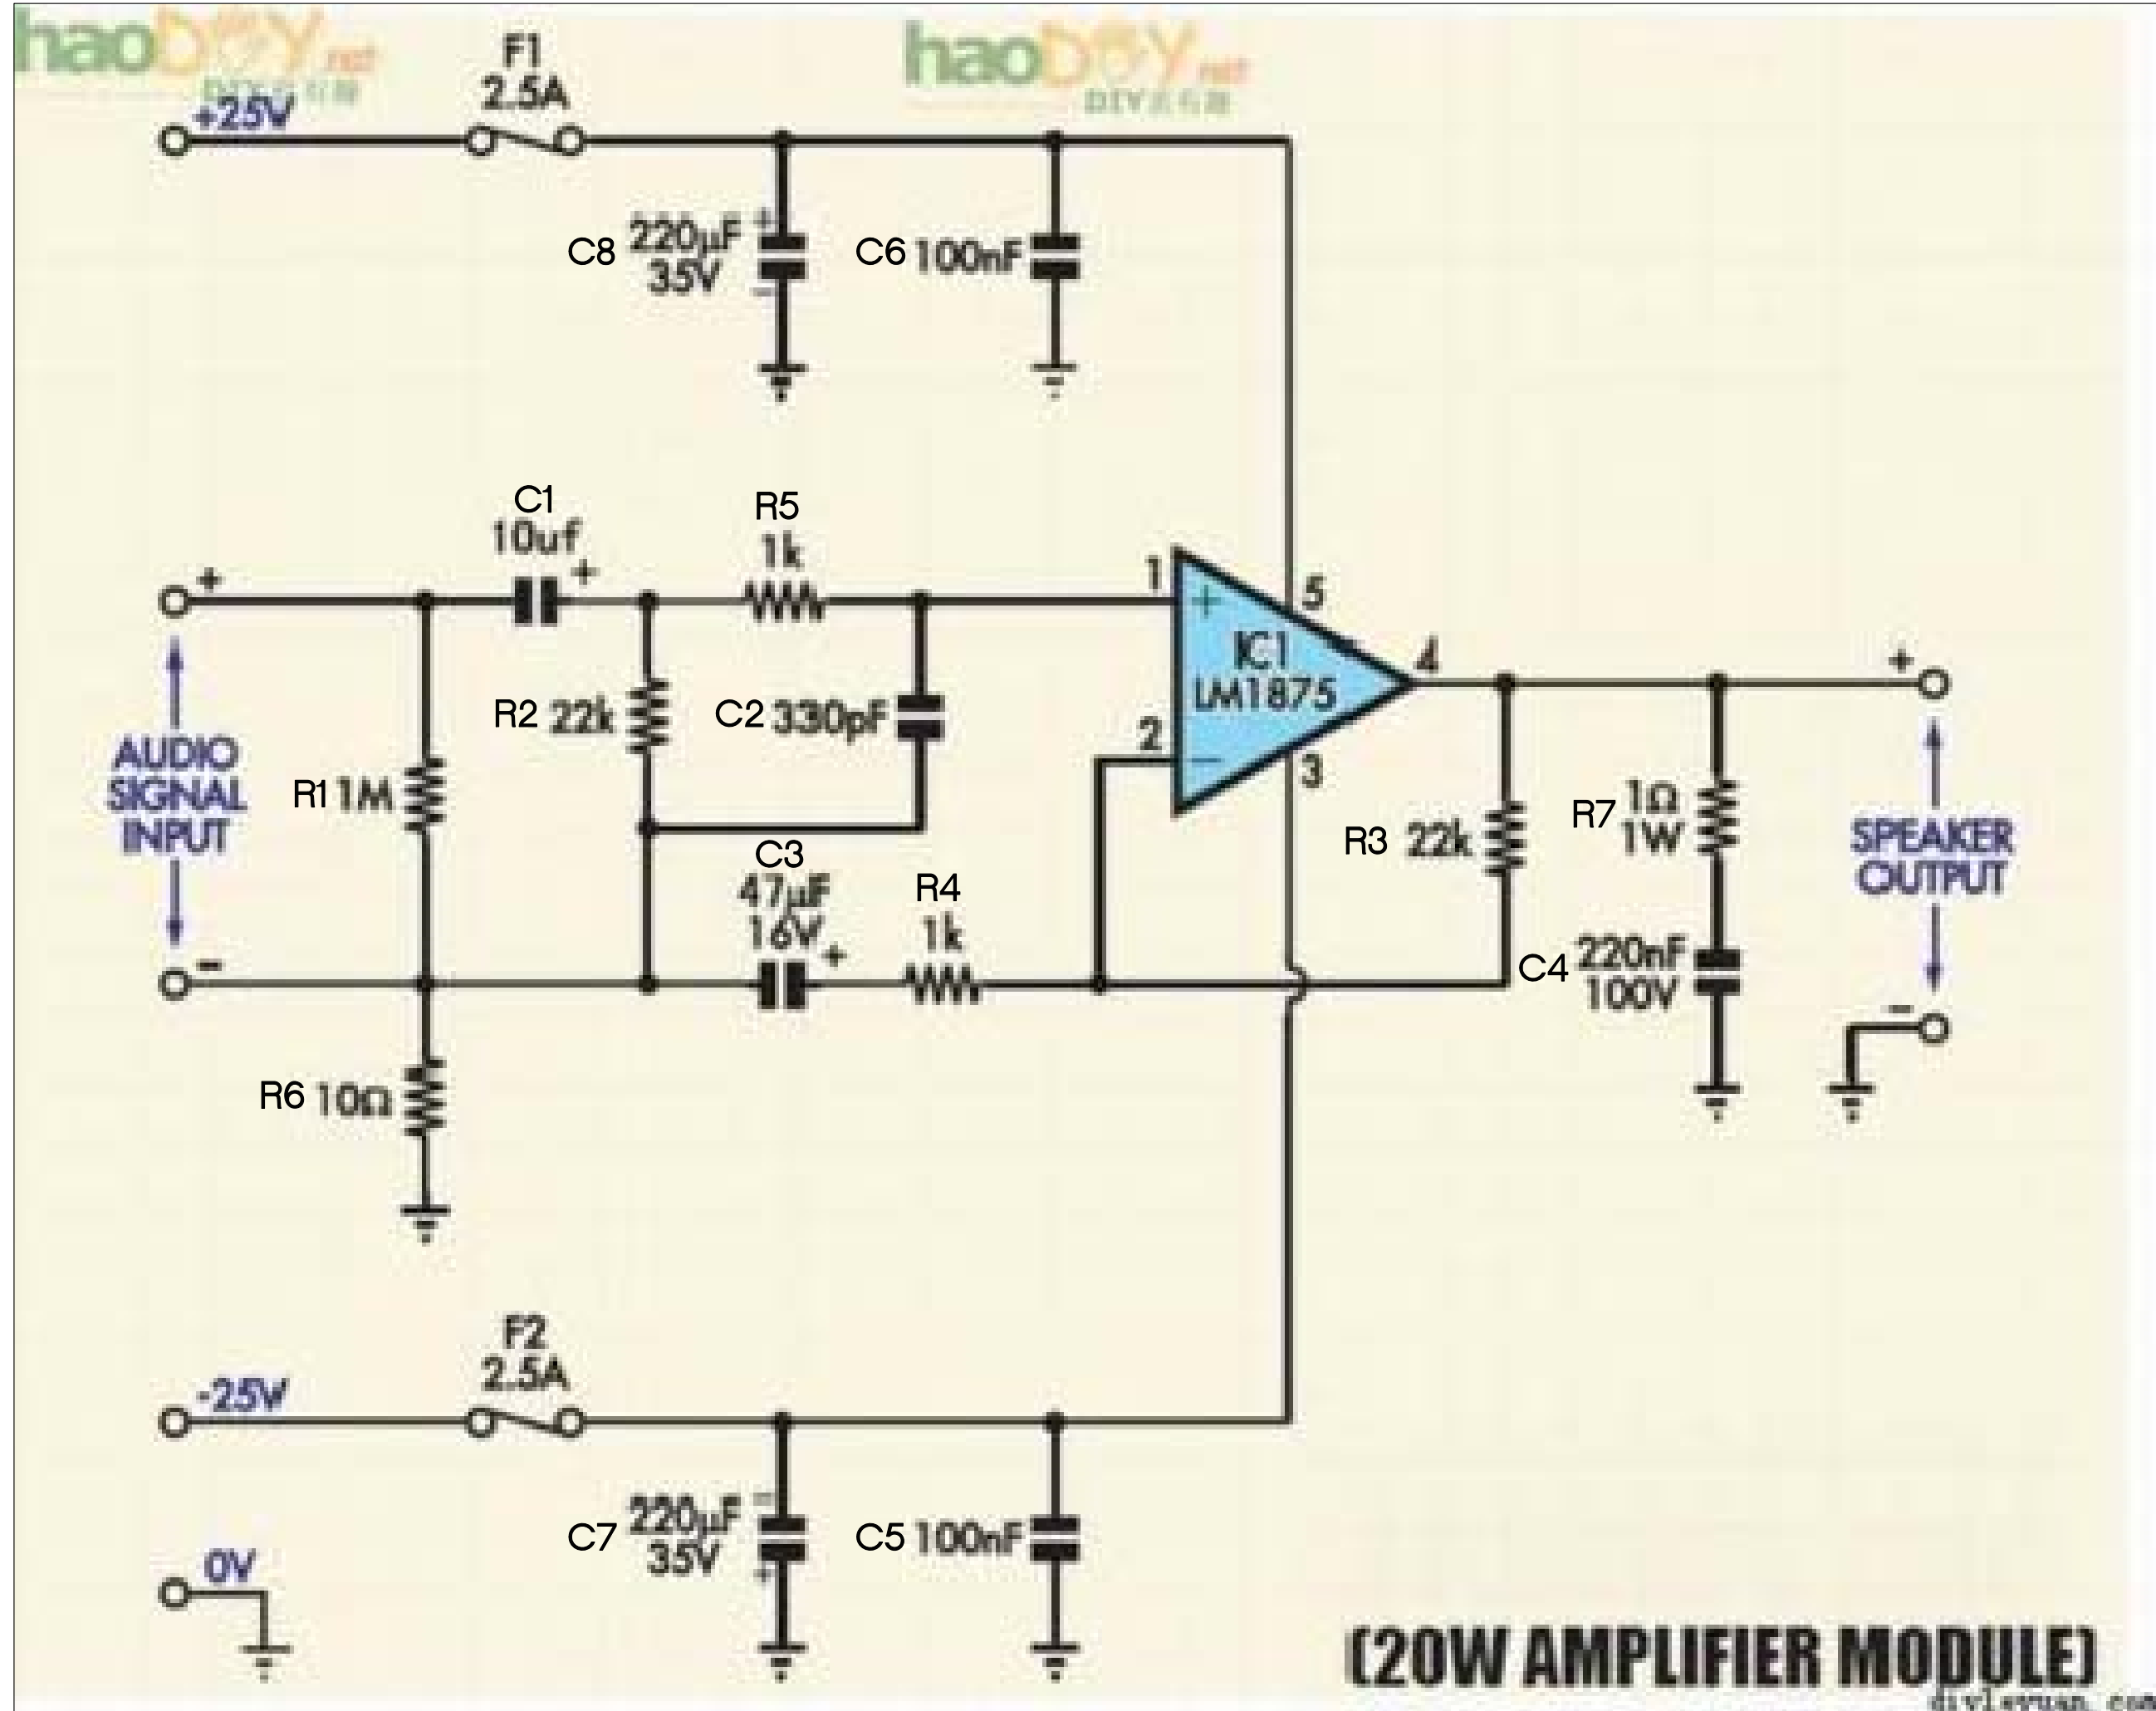 haoDIY.net
haoDIY.net
F1
2.5A
+25V
C8 220µF
35V
+
−
C6 100nF
C1
10uf
+
R5
1k
+
1
+
5
IC1
LM1875
4
+
R2 22k
C2 330pF
2
−
3
AUDIO
SIGNAL
INPUT
R1 1M
C3
47µF
16V
+
R4
1k
R3 22k
R7 1Ω
1W
SPEAKER
OUTPUT
−
C4 220nF
100V
−
R6 10Ω
F2
2.5A
-25V
C7 220µF
35V
−
+
C5 100nF
0V
(20W AMPLIFIER MODULE)